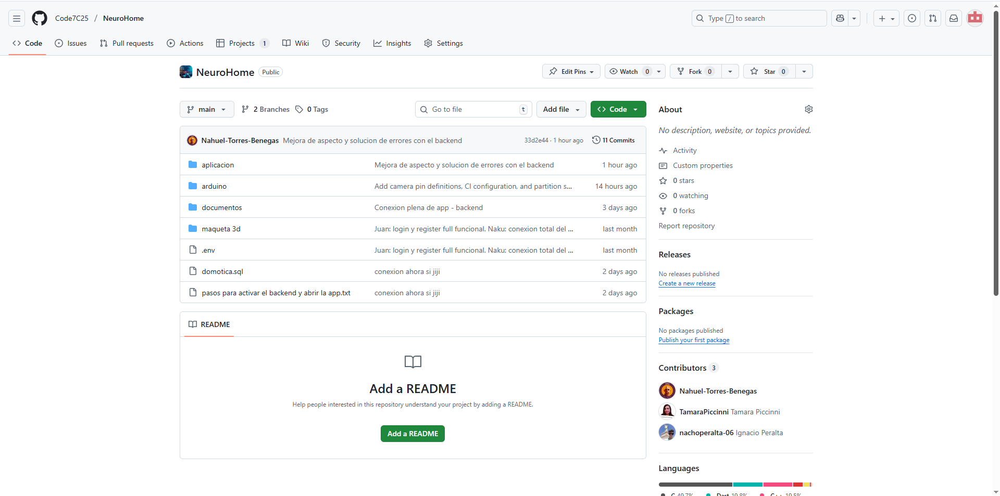 Code7C25 / NeuroHome
Type / to search
Code
Issues
Pull requests
Actions
Projects 1
Wiki
Security
Insights
Settings
NeuroHome Public
Edit Pins
Watch 0
Fork 0
Star 0
main
2 Branches
0 Tags
Go to file t
Add file
Code
Nahuel-Torres-Benegas Mejora de aspecto y solucion de errores con el backend 33d2e44 · 1 hour ago 11 Commits
aplicacion Mejora de aspecto y solucion de errores con el backend 1 hour ago
arduino Add camera pin definitions, CI configuration, and partition s... 14 hours ago
documentos Conexion plena de app - backend 3 days ago
maqueta 3d Juan: login y register full funcional. Naku: conexion total del ... last month
.env Juan: login y register full funcional. Naku: conexion total del ... last month
domotica.sql conexion ahora si jiji 2 days ago
pasos para activar el backend y abrir la app.txt conexion ahora si jiji 2 days ago
README
Add a README
Help people interested in this repository understand your project by adding a README.
Add a README
About
No description, website, or topics provided.
Activity
Custom properties
0 stars
0 watching
0 forks
Report repository
Releases
No releases published
Create a new release
Packages
No packages published
Publish your first package
Contributors 3
Nahuel-Torres-Benegas
TamaraPiccinni Tamara Piccinni
nachoperalta-06 Ignacio Peralta
Languages
C 49.7% Dart 19.8% C++ 19.5%